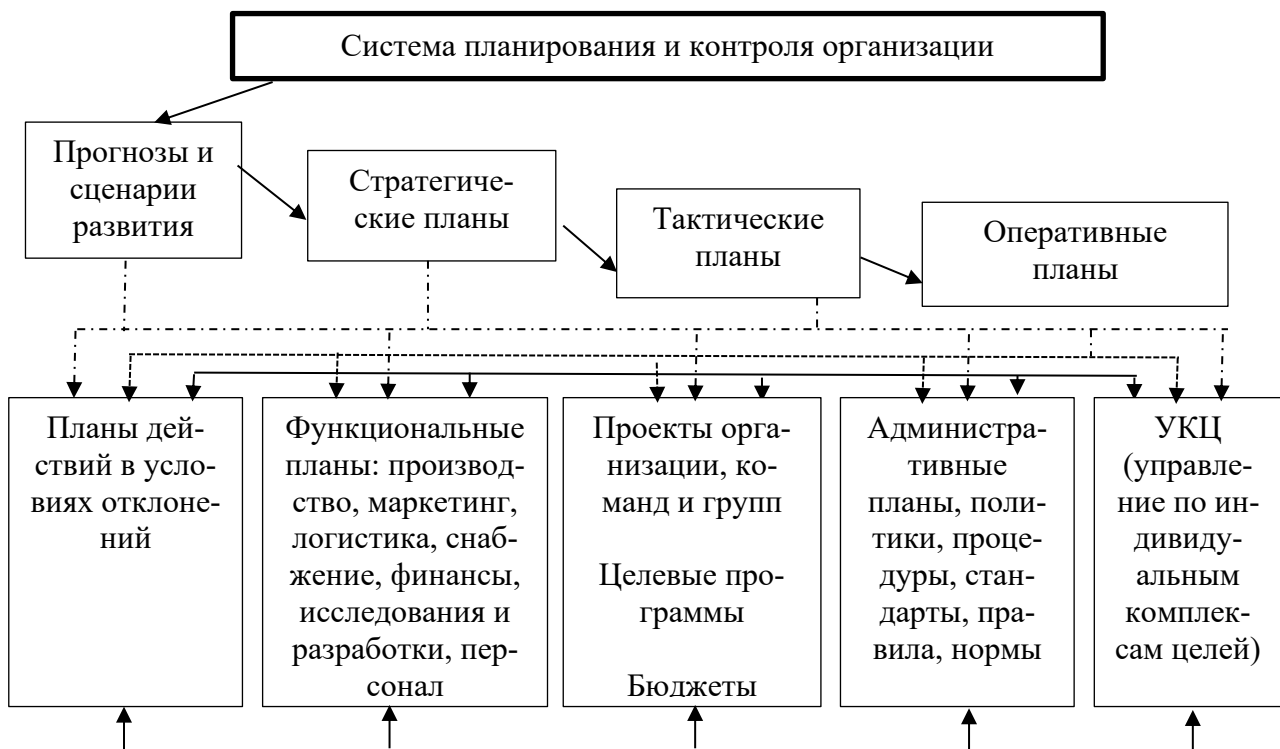 Система планирования и контроля организации
Прогнозы и
сценарии
развития
Стратегиче-
ские планы
Тактические
планы
Оперативные
планы
Планы дей-
ствий в усло-
виях отклоне-
ний
Функциональные
планы: производ-
ство, маркетинг,
логистика, снаб-
жение, финансы,
исследования и
разработки, пер-
сонал
Проекты орга-
низации, ко-
манд и групп
Целевые про-
граммы
Бюджеты
Администра-
тивные
планы, поли-
тики, проце-
дуры, стан-
дарты, пра-
вила, нормы
УКЦ
(управле-
ние по ин-
дивиду-
альным
комплек-
сам целей)